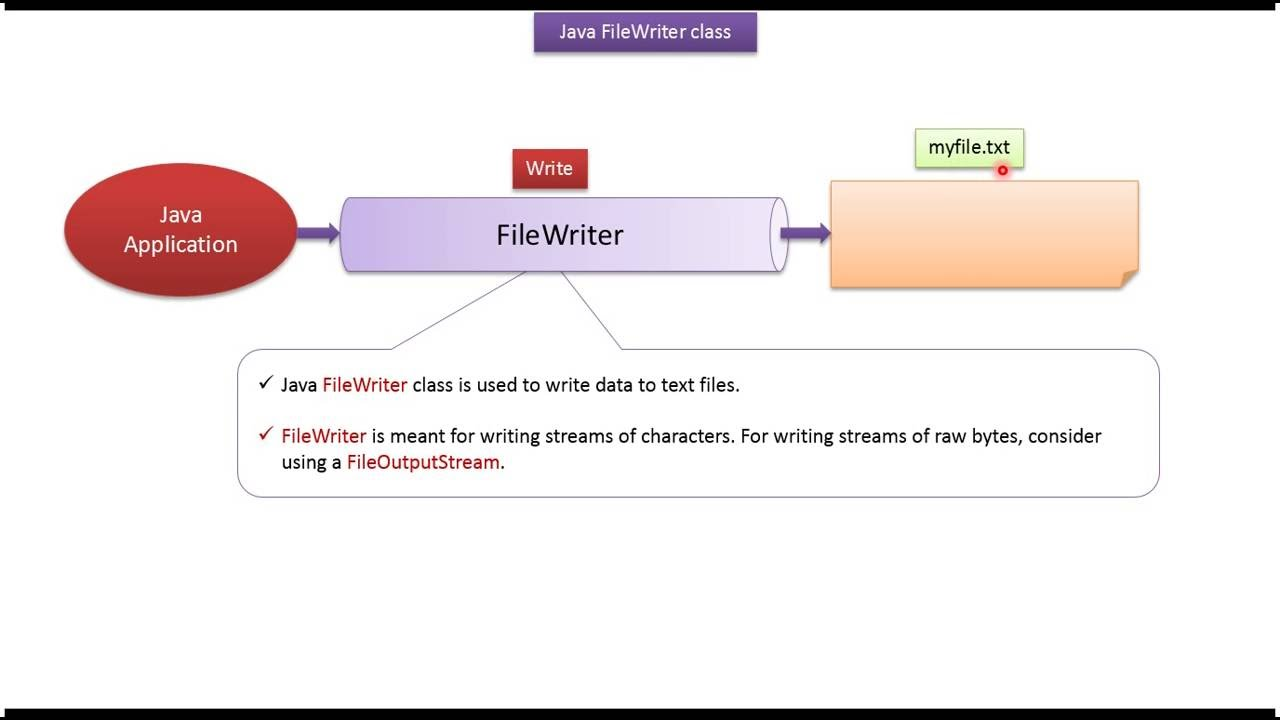 Java FileWriter class
myfile.txt
Write
Java
Application
FileWriter
✓ Java FileWriter class is used to write data to text files.
✓ FileWriter is meant for writing streams of characters. For writing streams of raw bytes, consider
using a FileOutputStream.